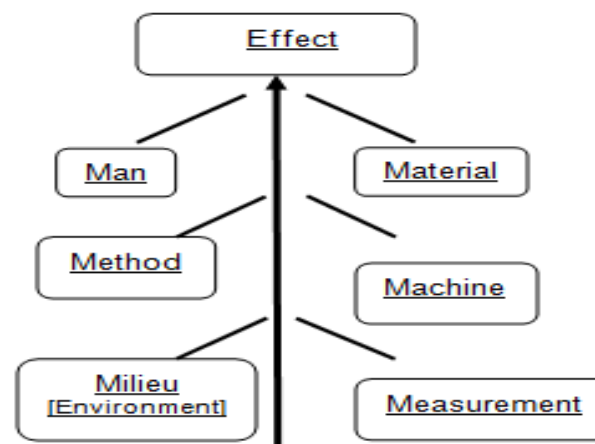 Effect
Man
Material
Method
Machine
Milieu
[Environment]
Measurement